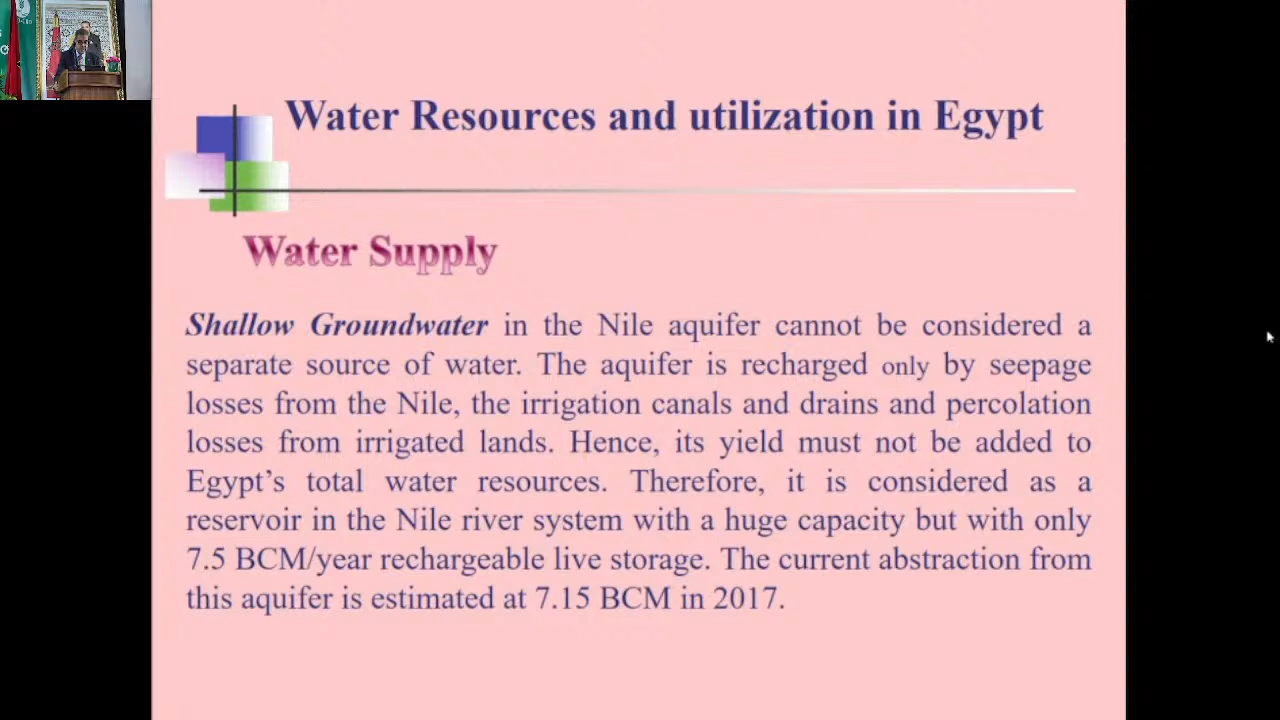 Water Resources and utilization in Egypt
Water Supply
Shallow Groundwater in the Nile aquifer cannot be considered a
separate source of water. The aquifer is recharged only by seepage
losses from the Nile, the irrigation canals and drains and percolation
losses from irrigated lands. Hence, its yield must not be added to
Egypt’s total water resources. Therefore, it is considered as a
reservoir in the Nile river system with a huge capacity but with only
7.5 BCM/year rechargeable live storage. The current abstraction from
this aquifer is estimated at 7.15 BCM in 2017.